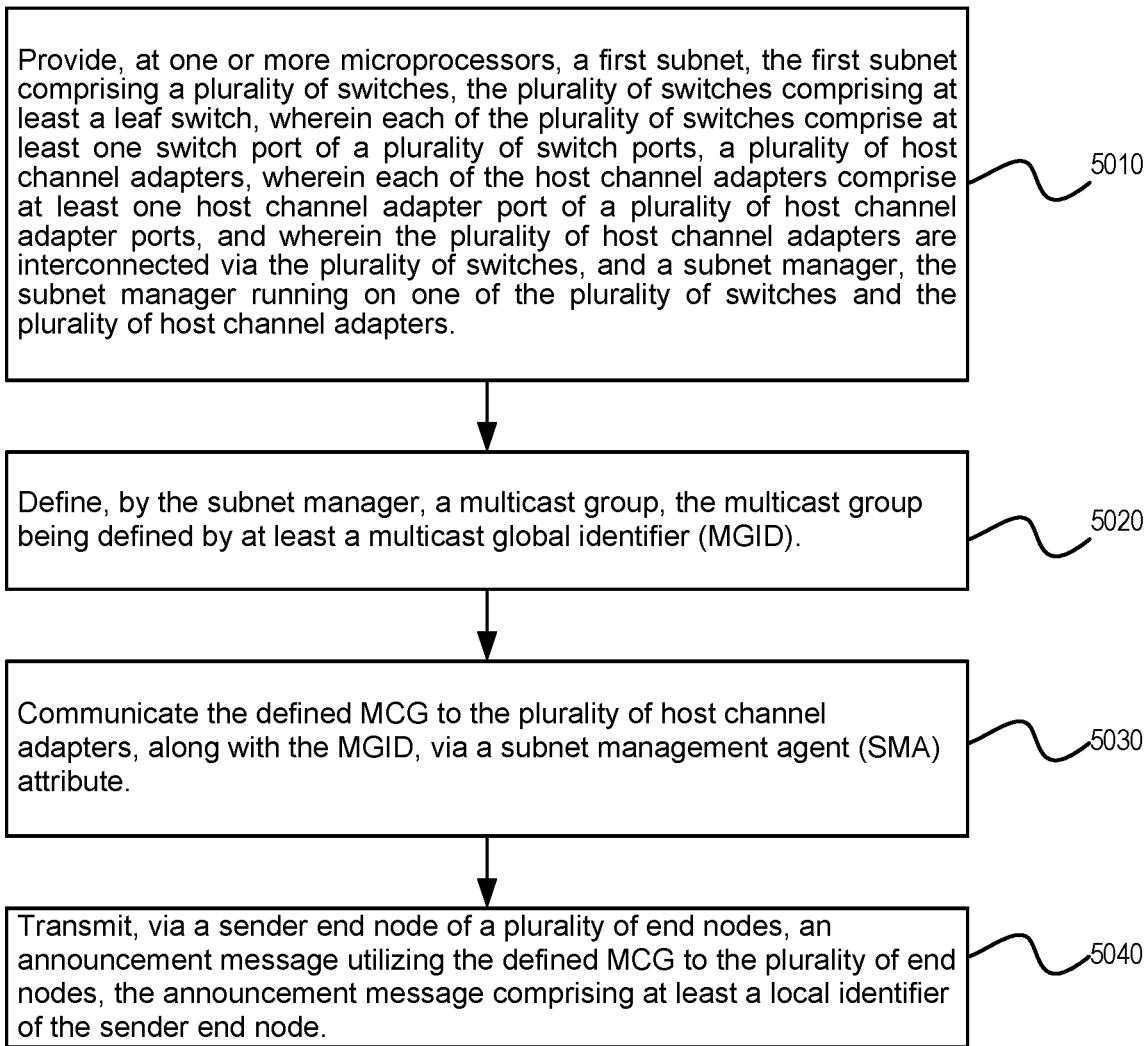 Provide, at one or more microprocessors, a first subnet, the first subnet
comprising a plurality of switches, the plurality of switches comprising at
least a leaf switch, wherein each of the plurality of switches comprise at
least one switch port of a plurality of switch ports, a plurality of host
channel adapters, wherein each of the host channel adapters comprise
at least one host channel adapter port of a plurality of host channel
adapter ports, and wherein the plurality of host channel adapters are
interconnected via the plurality of switches, and a subnet manager, the
subnet manager running on one of the plurality of switches and the
plurality of host channel adapters.
5010
Define, by the subnet manager, a multicast group, the multicast group
being defined by at least a multicast global identifier (MGID).
5020
Communicate the defined MCG to the plurality of host channel
adapters, along with the MGID, via a subnet management agent (SMA)
attribute.
5030
Transmit, via a sender end node of a plurality of end nodes, an
announcement message utilizing the defined MCG to the plurality of end
nodes, the announcement message comprising at least a local identifier
of the sender end node.
5040